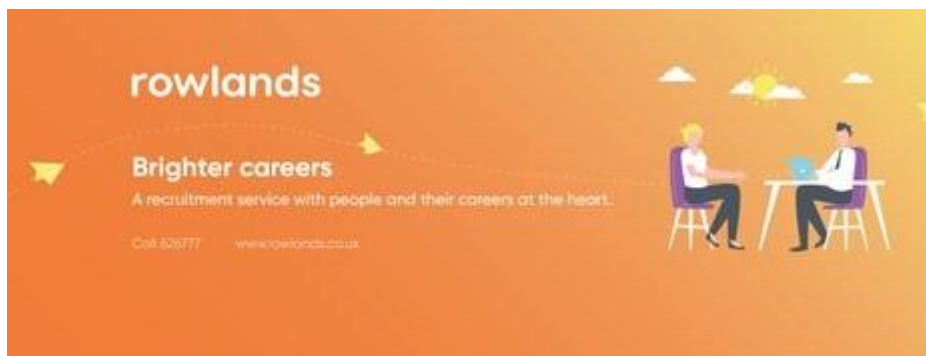 rowlands
Brighter careers
A recruitment service with people and their careers at the heart.
Call 626777 www.rowlands.co.uk